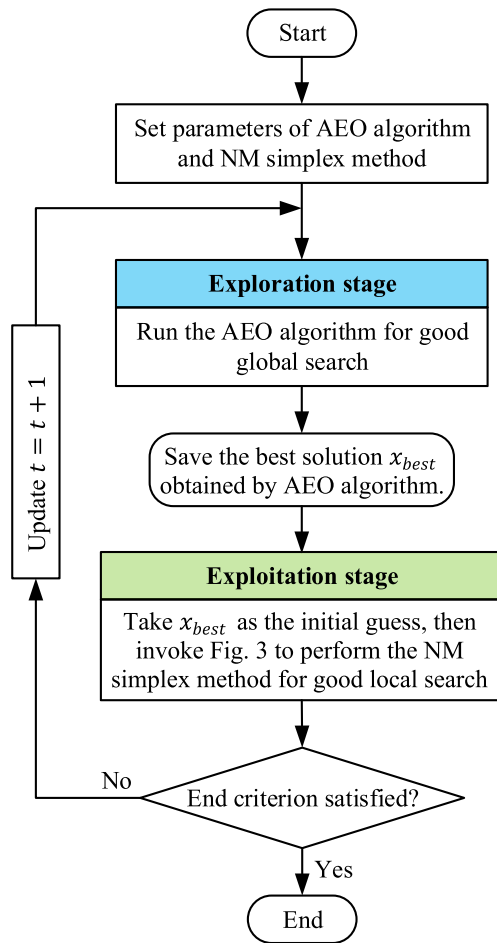 Start
Set parameters of AEO algorithm
and NM simplex method
Exploration stage
Run the AEO algorithm for good
global search
Update t = t + 1
Save the best solution x_best
obtained by AEO algorithm.
Exploitation stage
Take x_best as the initial guess, then
invoke Fig. 3 to perform the NM
simplex method for good local search
No
End criterion satisfied?
Yes
End